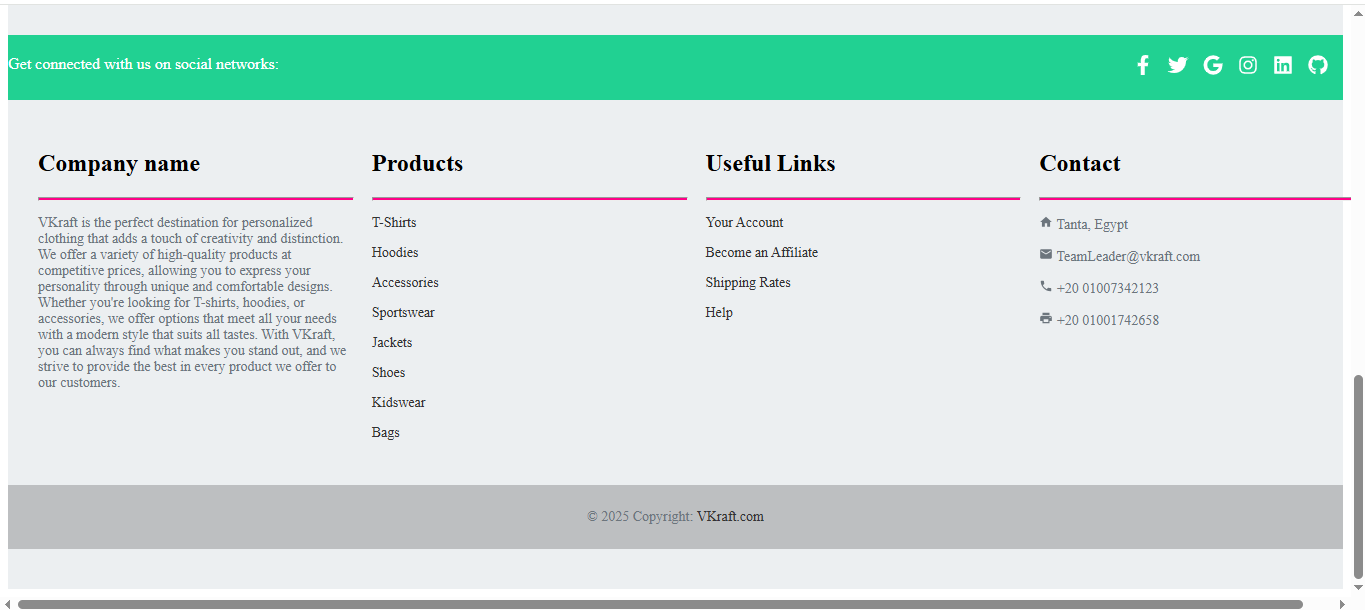 Get connected with us on social networks:
Company name
VKraft is the perfect destination for personalized
clothing that adds a touch of creativity and distinction.
We offer a variety of high-quality products at
competitive prices, allowing you to express your
personality through unique and comfortable designs.
Whether you're looking for T-shirts, hoodies, or
accessories, we offer options that meet all your needs
with a modern style that suits all tastes. With VKraft,
you can always find what makes you stand out, and we
strive to provide the best in every product we offer to
our customers.
Products
T-Shirts
Hoodies
Accessories
Sportswear
Jackets
Shoes
Kidswear
Bags
Useful Links
Your Account
Become an Affiliate
Shipping Rates
Help
Contact
Tanta, Egypt
TeamLeader@vkraft.com
+20 01007342123
+20 01001742658
© 2025 Copyright: VKraft.com